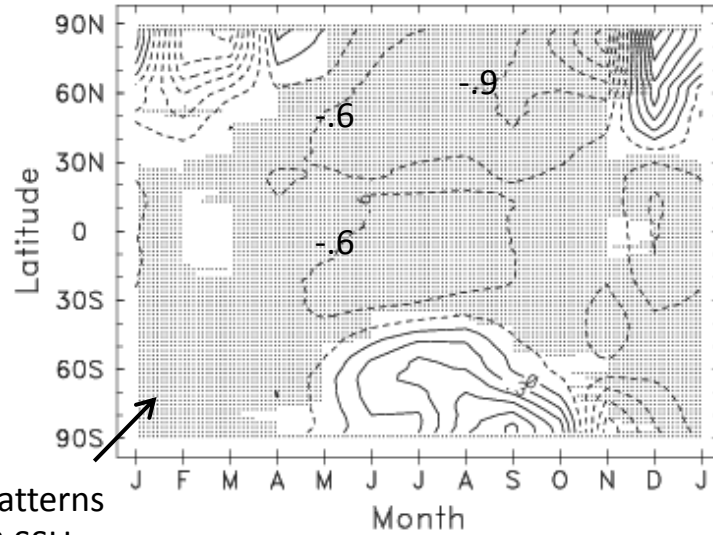 90N
60N
30N
0
30S
60S
90S
Latitude
-.9
-.6
-.6
J F M A M J J A S O N D J
Month
atterns